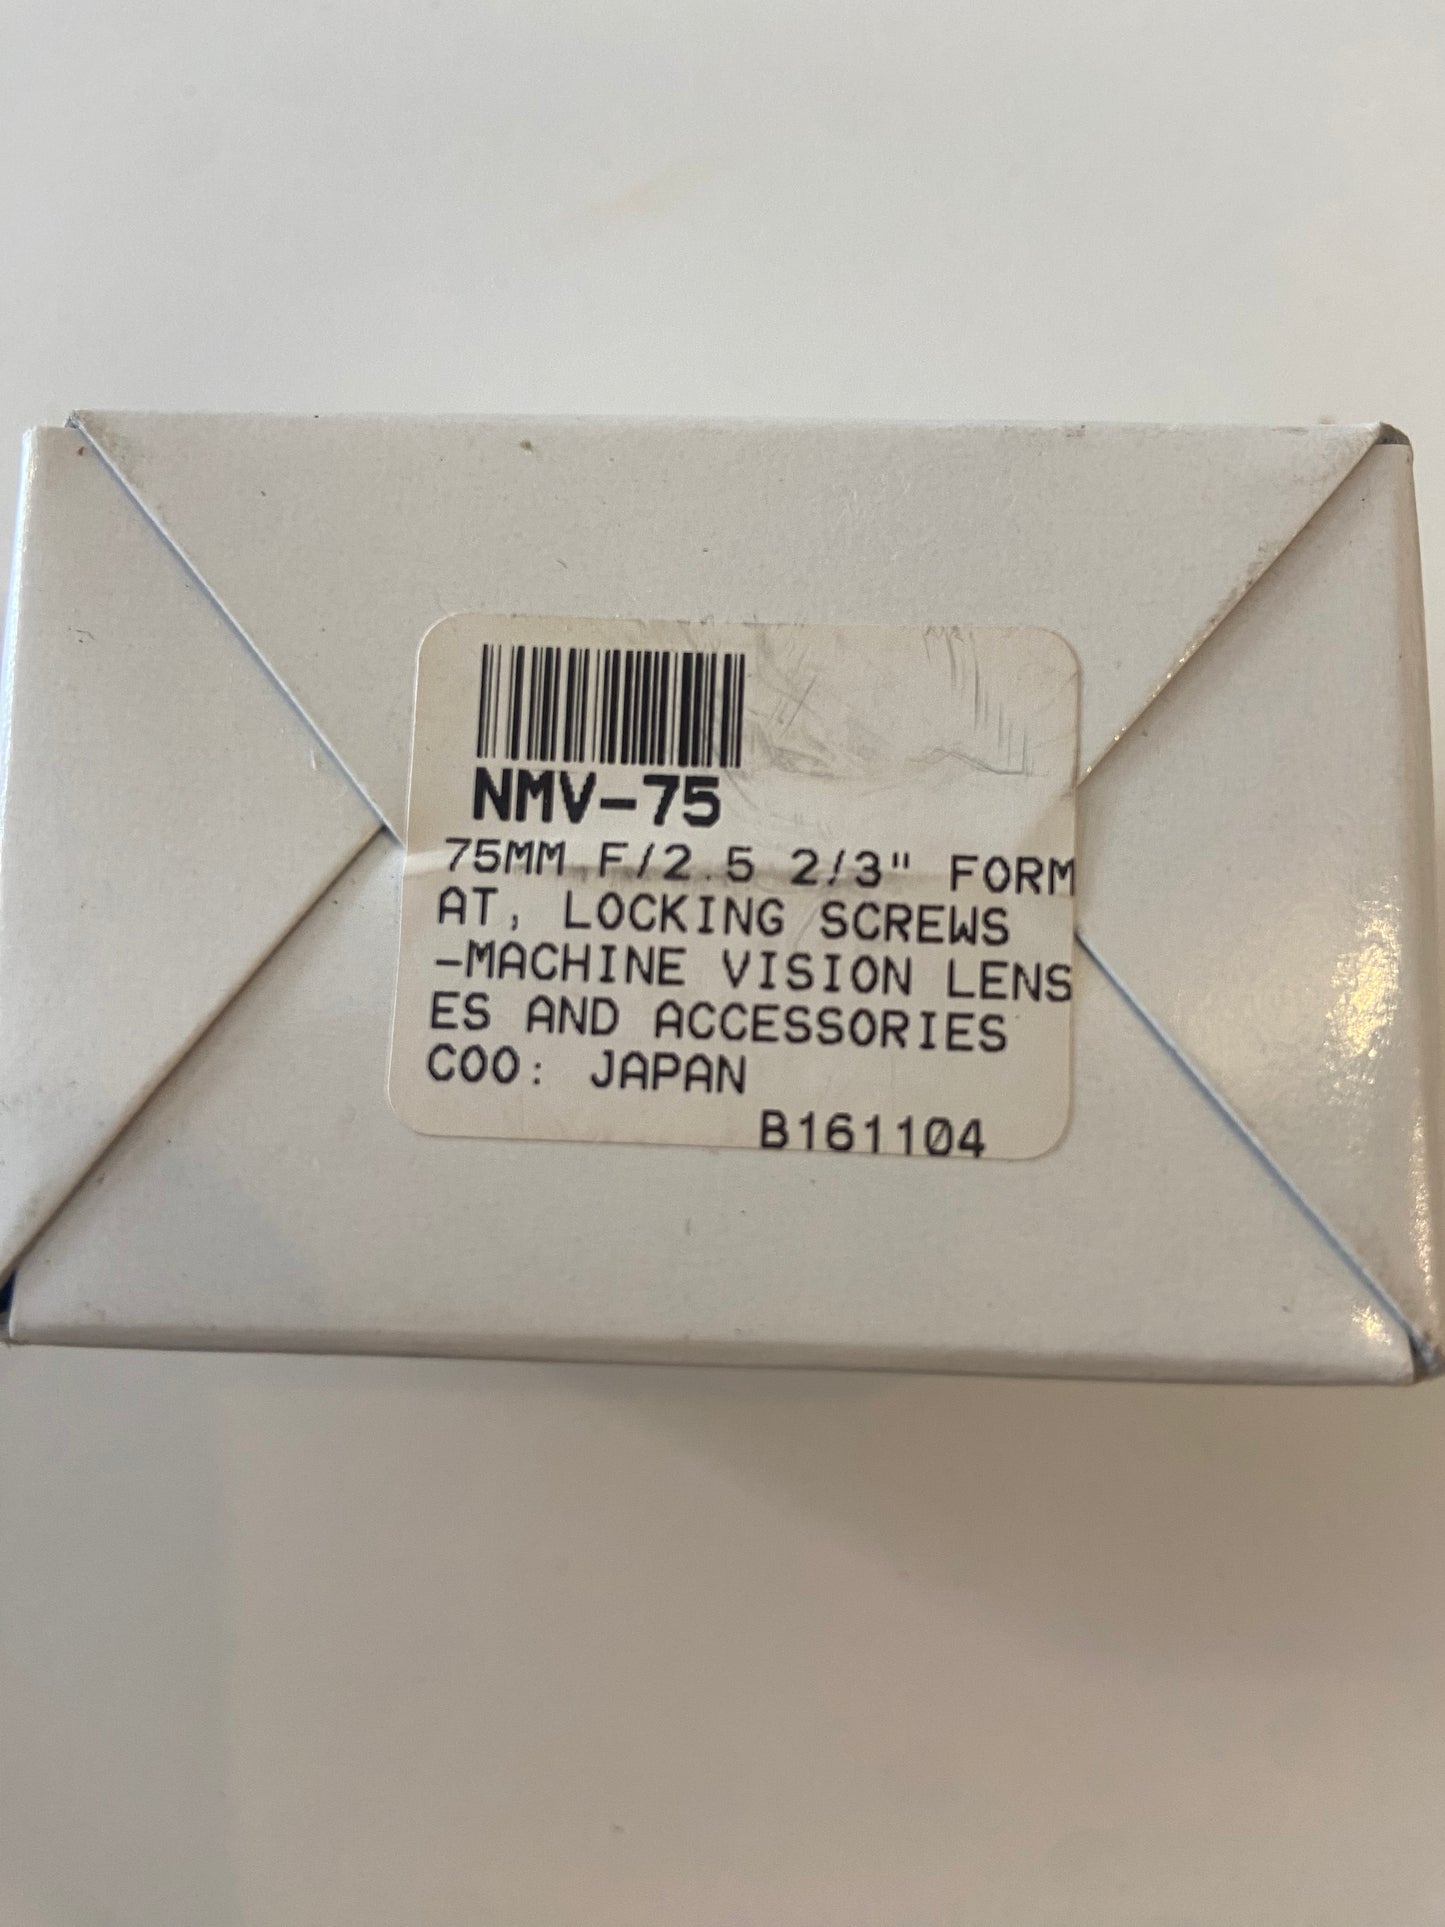 NMV-75
75MM F/2.5 2/3" FORM
AT, LOCKING SCREWS
-MACHINE VISION LENS
ES AND ACCESSORIES
COO: JAPAN
B161104